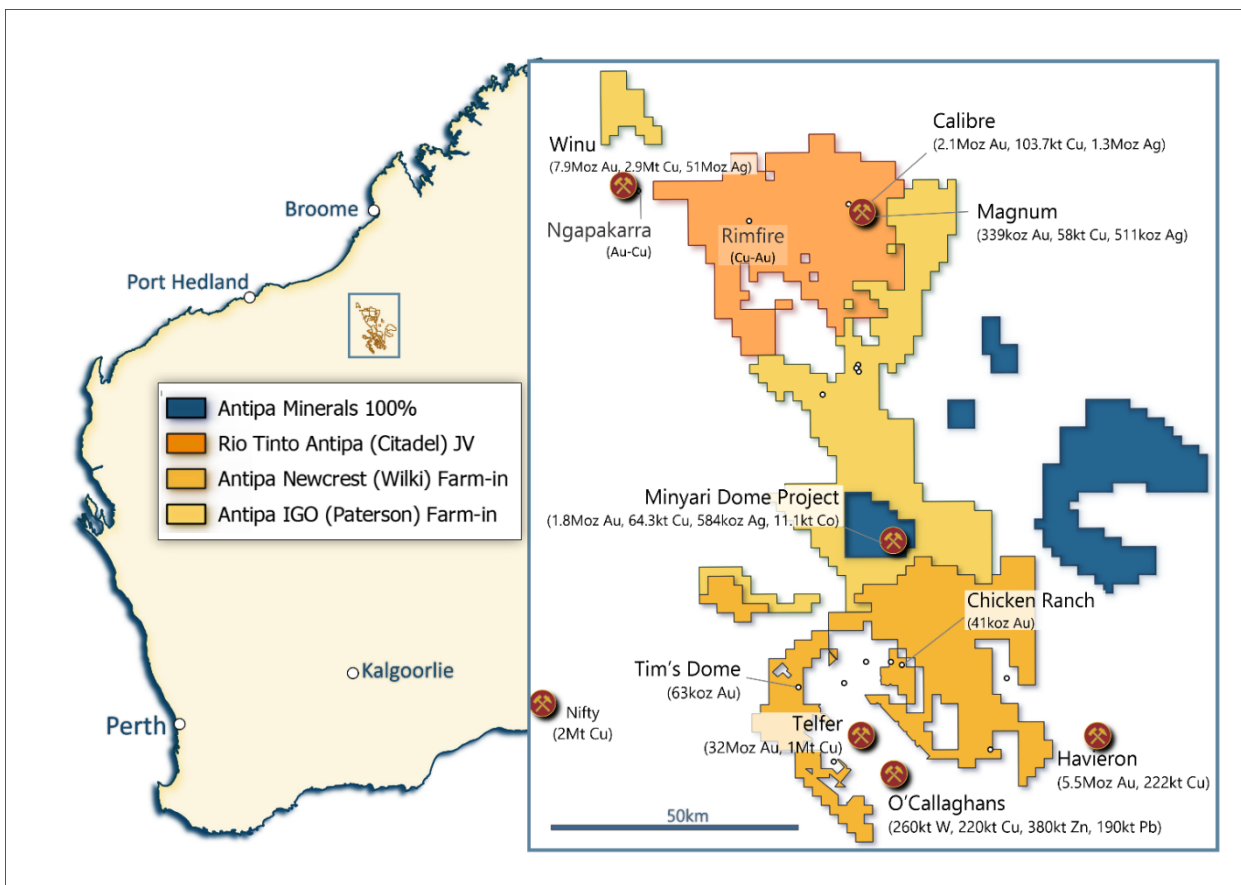 Broome
Port Hedland
Kalgoorlie
Perth
Antipa Minerals 100%
Rio Tinto Antipa (Citadel) JV
Antipa Newcrest (Wilki) Farm-in
Antipa IGO (Paterson) Farm-in
Winu
(7.9Moz Au, 2.9Mt Cu, 51Moz Ag)
Ngapakarra
(Au-Cu)
Rimfire
(Cu-Au)
Calibre
(2.1Moz Au, 103.7kt Cu, 1.3Moz Ag)
Magnum
(339koz Au, 58kt Cu, 511koz Ag)
Minyari Dome Project
(1.8Moz Au, 64.3kt Cu, 584koz Ag, 11.1kt Co)
Chicken Ranch
(41koz Au)
Tim's Dome
(63koz Au)
Nifty
(2Mt Cu)
Telfer
(32Moz Au, 1Mt Cu)
Havieron
(5.5Moz Au, 222kt Cu)
O'Callaghans
(260kt W, 220kt Cu, 380kt Zn, 190kt Pb)
50km